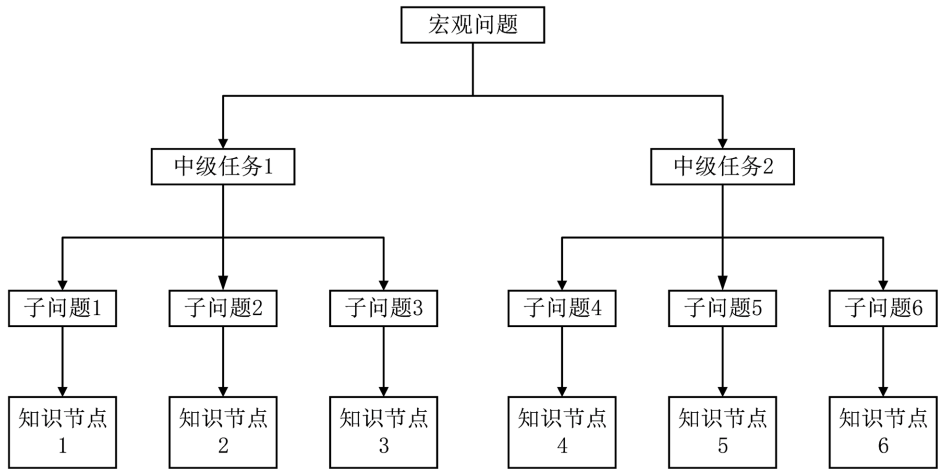 宏观问题
中级任务1
中级任务2
子问题1
子问题2
子问题3
子问题4
子问题5
子问题6
知识节点
1
知识节点
2
知识节点
3
知识节点
4
知识节点
5
知识节点
6